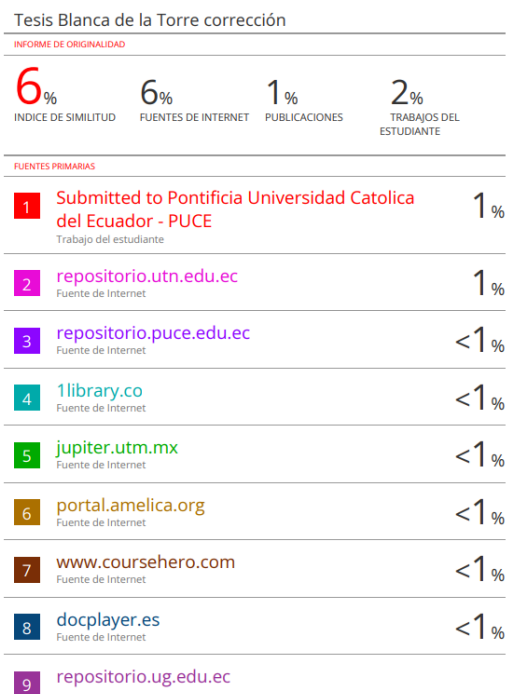 Tesis Blanca de la Torre corrección
INFORME DE ORIGINALIDAD
6% 6% 1% 2%
INDICE DE SIMILITUD FUENTES DE INTERNET PUBLICACIONES TRABAJOS DEL
ESTUDIANTE
FUENTES PRIMARIAS
1 Submitted to Pontificia Universidad Catolica
del Ecuador - PUCE 1%
Trabajo del estudiante
2 repositorio.utn.edu.ec 1%
Fuente de Internet
3 repositorio.puce.edu.ec <1%
Fuente de Internet
4 1library.co <1%
Fuente de Internet
5 jupiter.utm.mx <1%
Fuente de Internet
6 portal.amelica.org <1%
Fuente de Internet
7 www.coursehero.com <1%
Fuente de Internet
8 docplayer.es <1%
Fuente de Internet
9 repositorio.ug.edu.ec